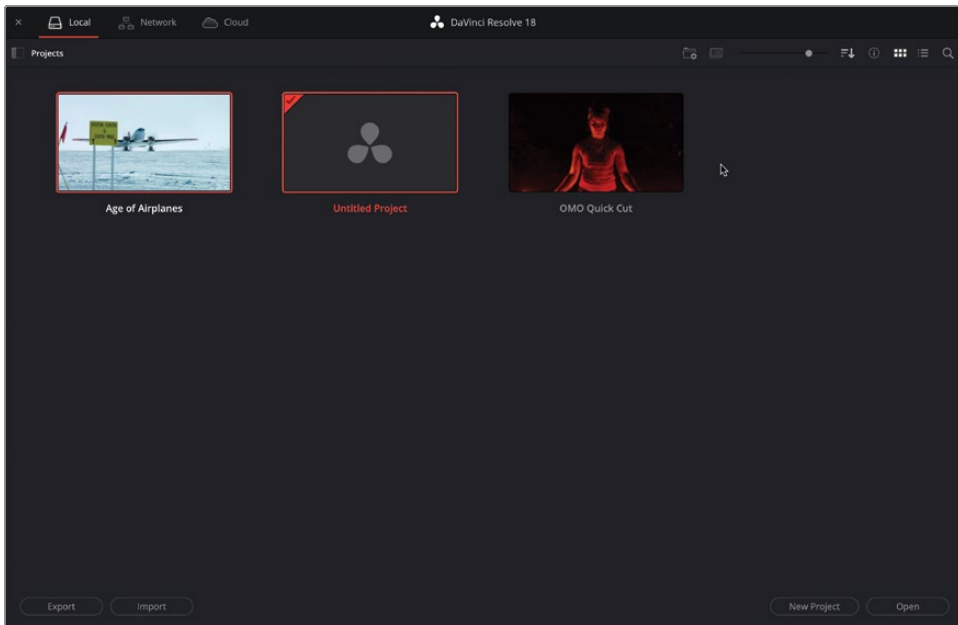 Local
Network
Cloud
DaVinci Resolve 18
Projects
Age of Airplanes
Untitled Project
OMO Quick Cut
Export
Import
New Project
Open